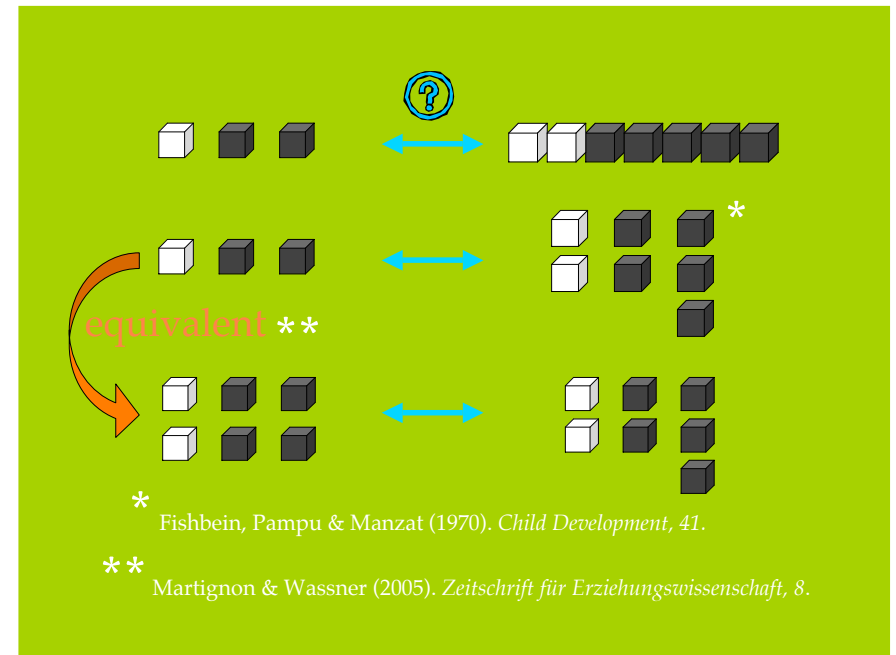 ?
*
equivalent **
* Fishbein, Pampu & Manzat (1970). Child Development, 41.
** Martignon & Wassner (2005). Zeitschrift für Erziehungswissenschaft, 8.